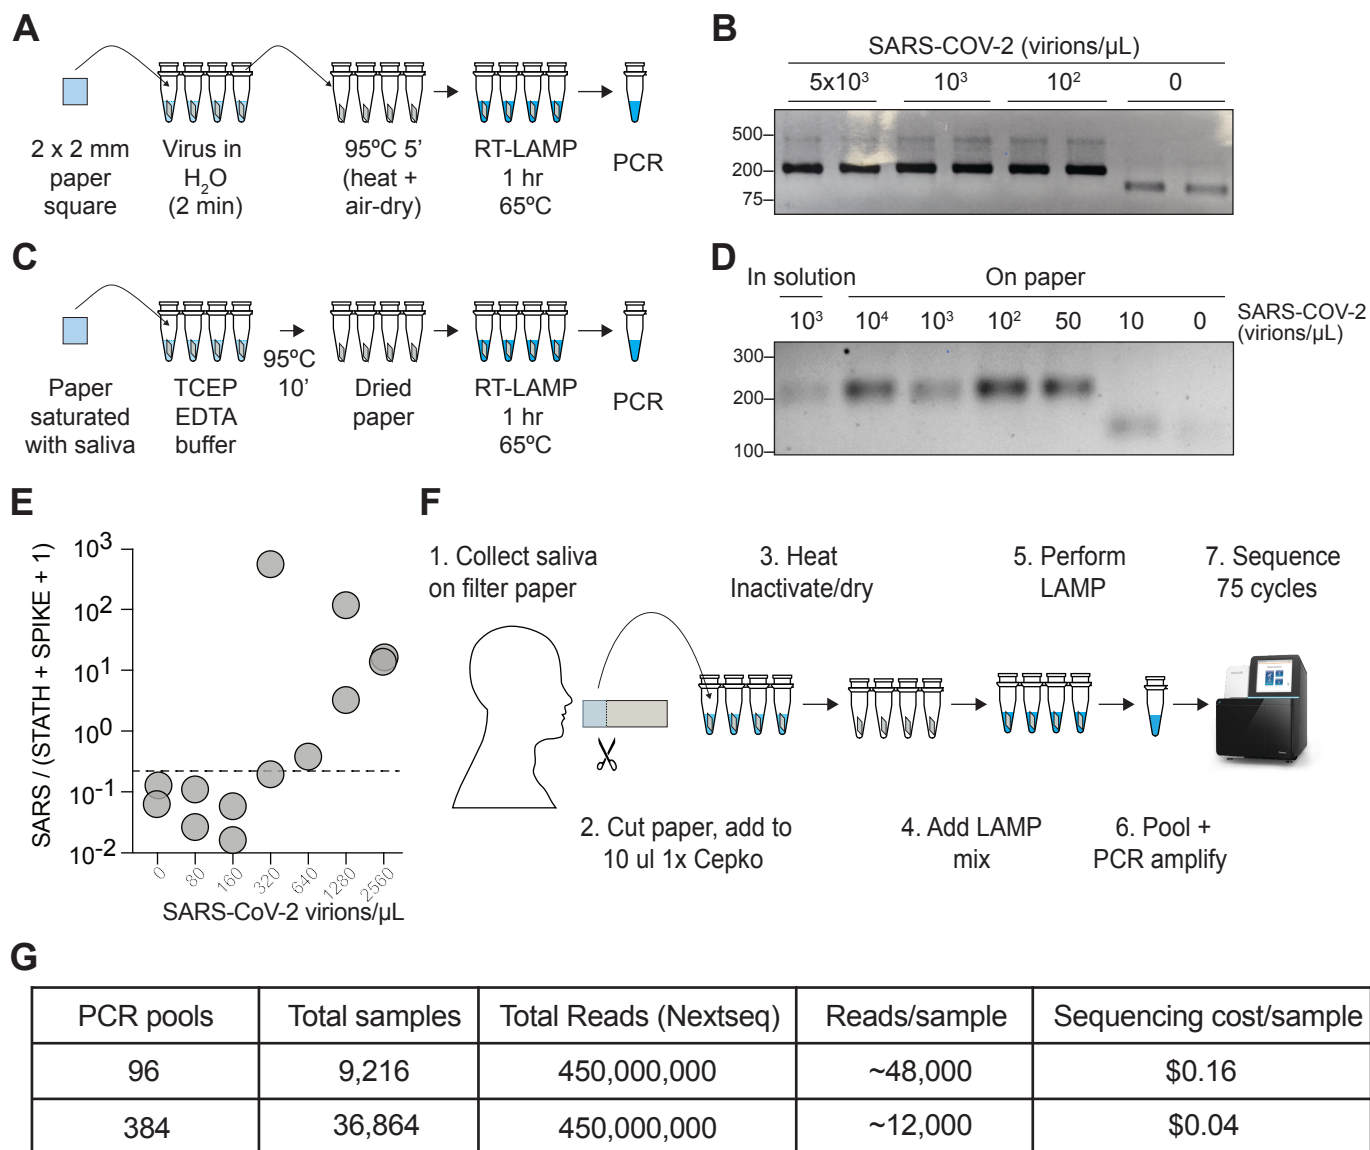 A
2 x 2 mm
paper
square
Virus in
H2O
(2 min)
95ºC 5’
(heat +
air-dry)
RT-LAMP
1 hr
65ºC
PCR
B
SARS-COV-2 (virions/µL)
5x10³ 10³ 10² 0
500
200
75
C
Paper
saturated
with saliva
TCEP
EDTA
buffer
95ºC
10’
Dried
paper
RT-LAMP
1 hr
65ºC
PCR
D
In solution On paper
10³ 10⁴ 10³ 10² 50 10 0
SARS-COV-2
(virions/µL)
300
200
100
E
SARS / (STATH + SPIKE + 1)
10³
10²
10¹
10⁰
10⁻¹
10⁻²
0 80 160 320 640 1280 2560
SARS-CoV-2 virions/µL
F
1. Collect saliva
on filter paper
2. Cut paper, add to
10 ul 1x Cepko
3. Heat
Inactivate/dry
4. Add LAMP
mix
5. Perform
LAMP
6. Pool +
PCR amplify
7. Sequence
75 cycles
G
PCR pools Total samples Total Reads (Nextseq) Reads/sample Sequencing cost/sample
96 9,216 450,000,000 ~48,000 $0.16
384 36,864 450,000,000 ~12,000 $0.04